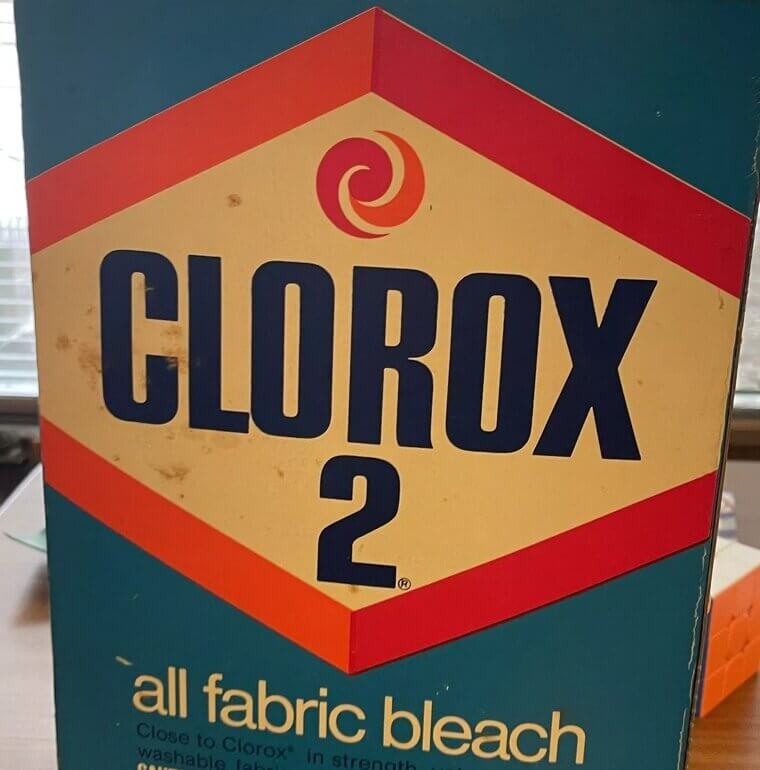 CLOROX
2®
all fabric bleach
Close to Clorox® in strength
washable